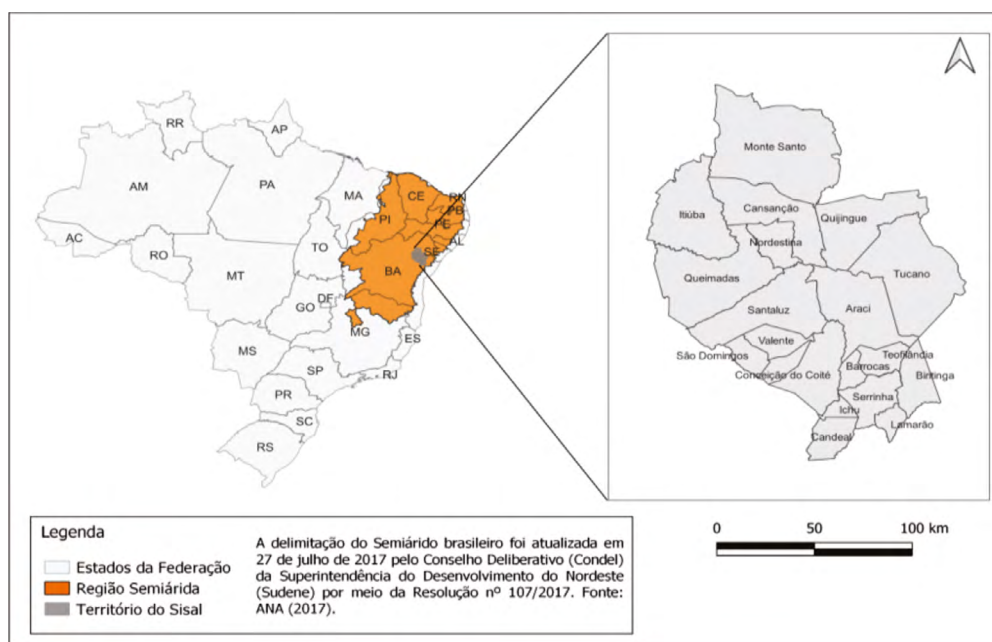 RR
AP
AM
PA
MA
CE
RN
PB
PI
PE
AL
AC
TO
SE
RO
BA
MT
DF
GO
MG
ES
MS
SP
RJ
PR
SC
RS
Monte Santo
Itiúba
Cansanção
Quijingue
Nordestina
Queimadas
Tucano
Santaluz
Araci
Valente
São Domingos
Teofilândia
Barrocas
Conceição do Coité
Biritinga
Serrinha
Ichu
Lamarão
Candeal
Legenda
Estados da Federação
Região Semiárida
Território do Sisal
A delimitação do Semiárido brasileiro foi atualizada em
27 de julho de 2017 pelo Conselho Deliberativo (Condel)
da Superintendência do Desenvolvimento do Nordeste
(Sudene) por meio da Resolução nº 107/2017. Fonte:
ANA (2017).
0 50 100 km